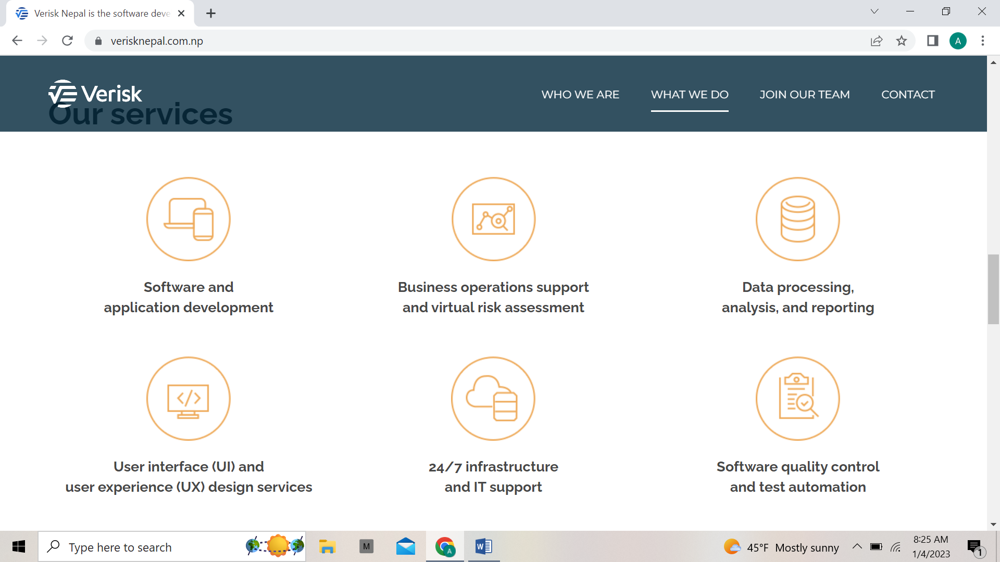 Verisk Nepal is the software deve
verisknepal.com.np
A
Verisk
WHO WE ARE
WHAT WE DO
JOIN OUR TEAM
CONTACT
Our services
Software and
application development
Business operations support
and virtual risk assessment
Data processing,
analysis, and reporting
</>
User interface (UI) and
user experience (UX) design services
24/7 infrastructure
and IT support
Software quality control
and test automation
Type here to search
M
A
W
45°F Mostly sunny
8:25 AM
1/4/2023
1